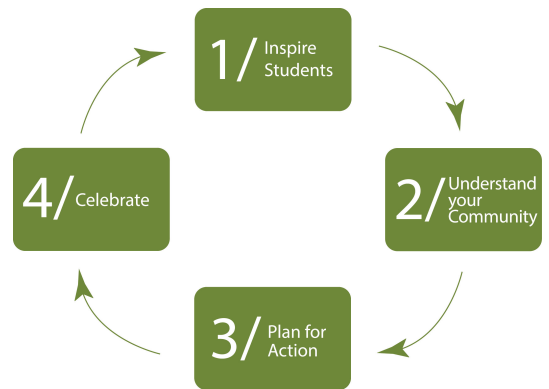 1/ Inspire
Students
2/ Understand
your
Community
3/ Plan for
Action
4/ Celebrate